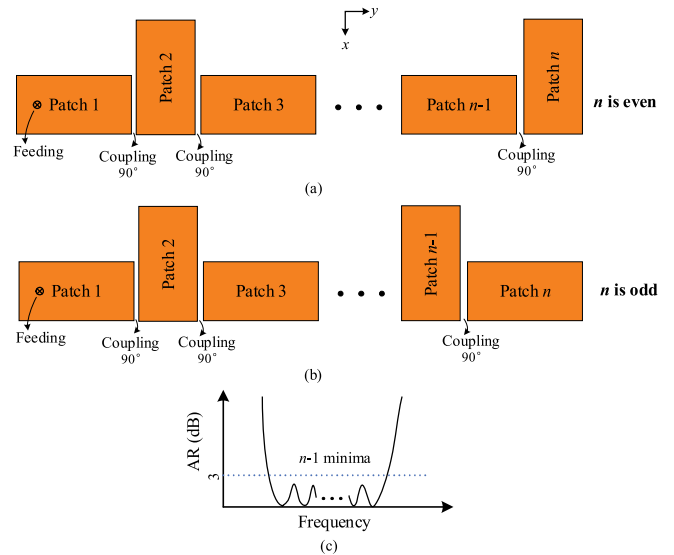 y
x
Patch 1
Patch 2
Patch 3
Patch n-1
Patch n
n is even
Feeding
Coupling
90°
Coupling
90°
Coupling
90°
(a)
Patch 1
Patch 2
Patch 3
Patch n-1
Patch n
n is odd
Feeding
Coupling
90°
Coupling
90°
Coupling
90°
(b)
AR (dB)
3
n-1 minima
Frequency
(c)